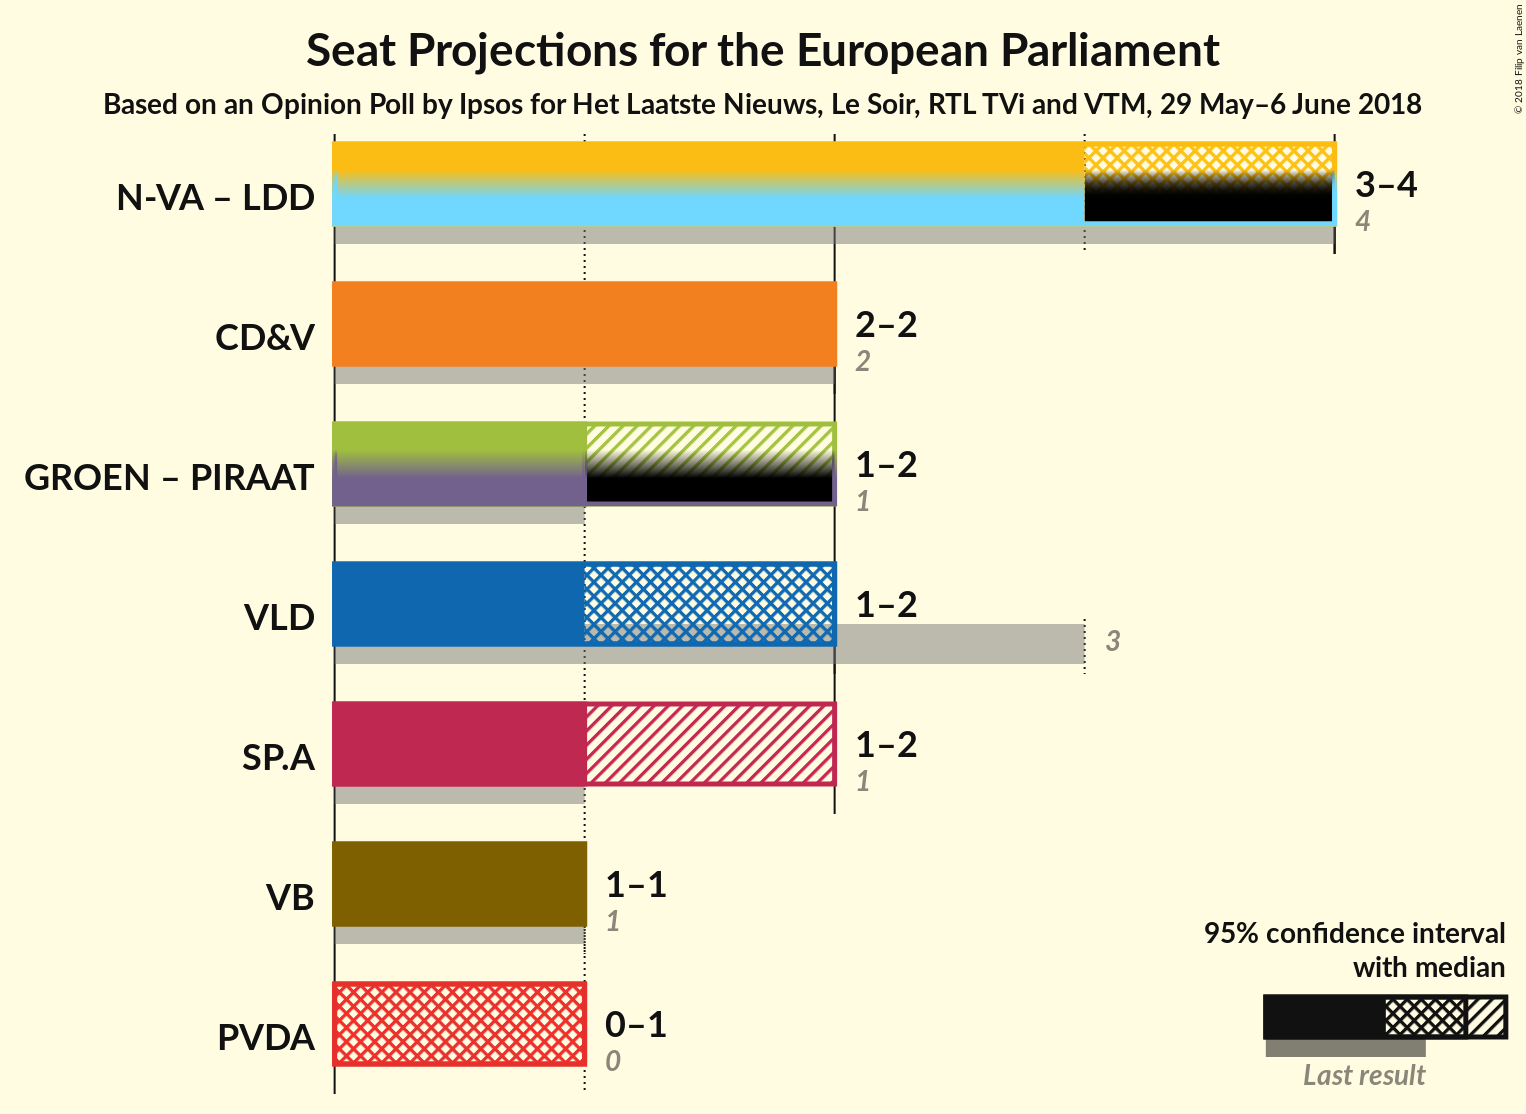 Seat Projections for the European Parliament
Based on an Opinion Poll by Ipsos for Het Laatste Nieuws, Le Soir, RTL TVi and VTM, 29 May–6 June 2018
© 2018 Filip van Laenen
N-VA – LDD
3–4
4
CD&V
2–2
2
GROEN – PIRAAT
1–2
1
VLD
1–2
3
SP.A
1–2
1
VB
1–1
1
PVDA
0–1
0
95% confidence interval
with median
Last result